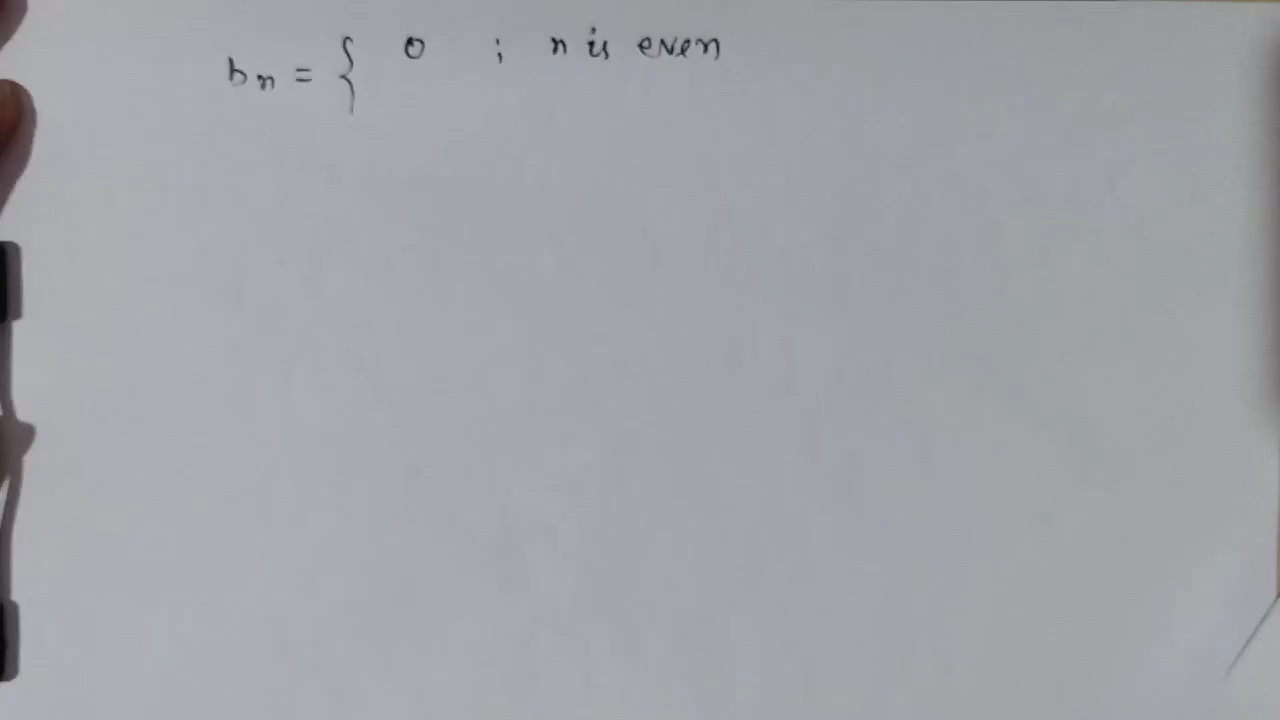 bn = { 0 ; n is even